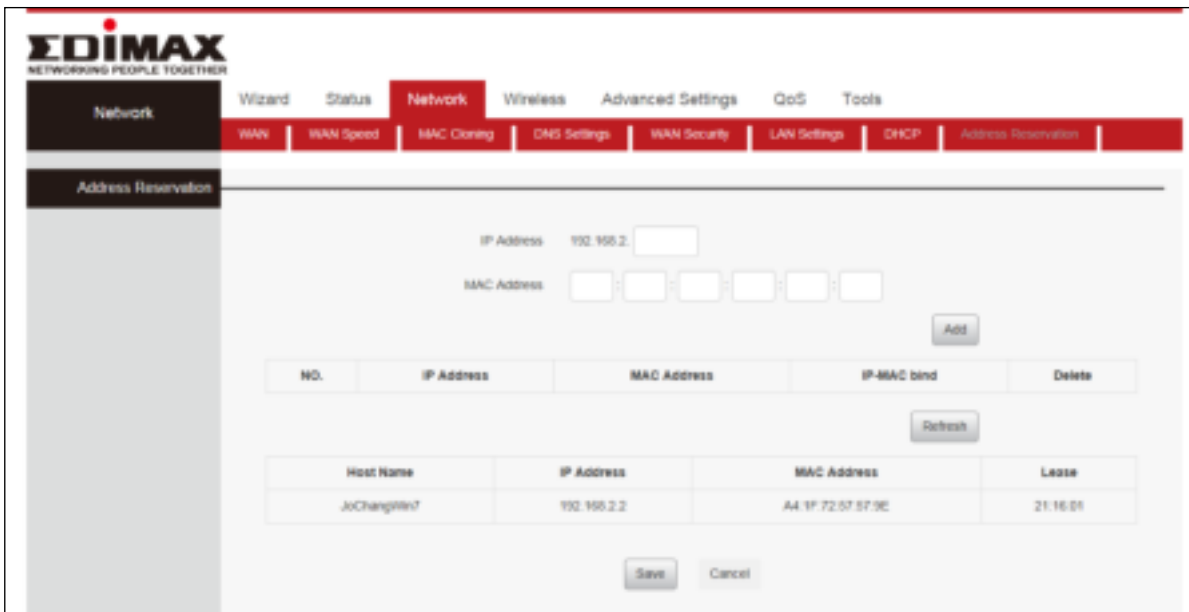 EDIMAX
NETWORKING PEOPLE TOGETHER
Network
Wizard Status Network Wireless Advanced Settings QoS Tools
WAN WAN Speed MAC Cloning DNS Settings WAN Security LAN Settings DHCP Address Reservation
Address Reservation
IP Address 192.168.2.
MAC Address : : : : :
Add
NO. IP Address MAC Address IP-MAC bind Delete
Refresh
Host Name IP Address MAC Address Lease
JoChangWin7 192.168.2.2 A4:1F:72:57:57:9E 21:16:01
Save Cancel